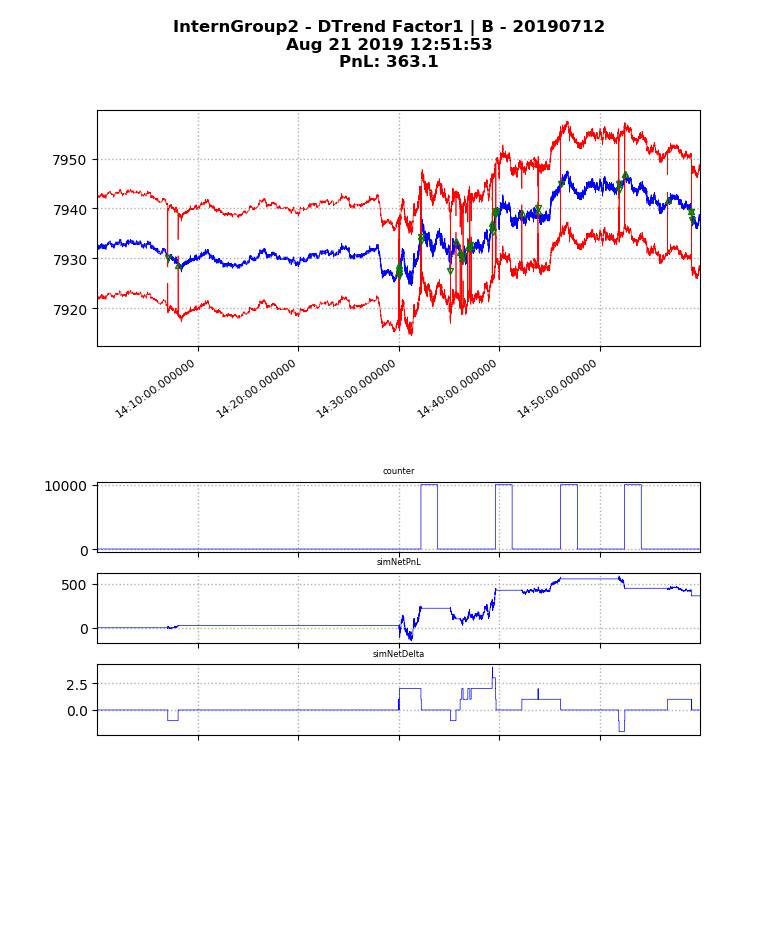 InternGroup2 - DTrend Factor1 | B - 20190712
Aug 21 2019 12:51:53
PnL: 363.1
7950
7940
7930
7920
14:10:00.000000
14:20:00.000000
14:30:00.000000
14:40:00.000000
14:50:00.000000
counter
10000
0
simNetPnL
500
0
simNetDelta
2.5
0.0